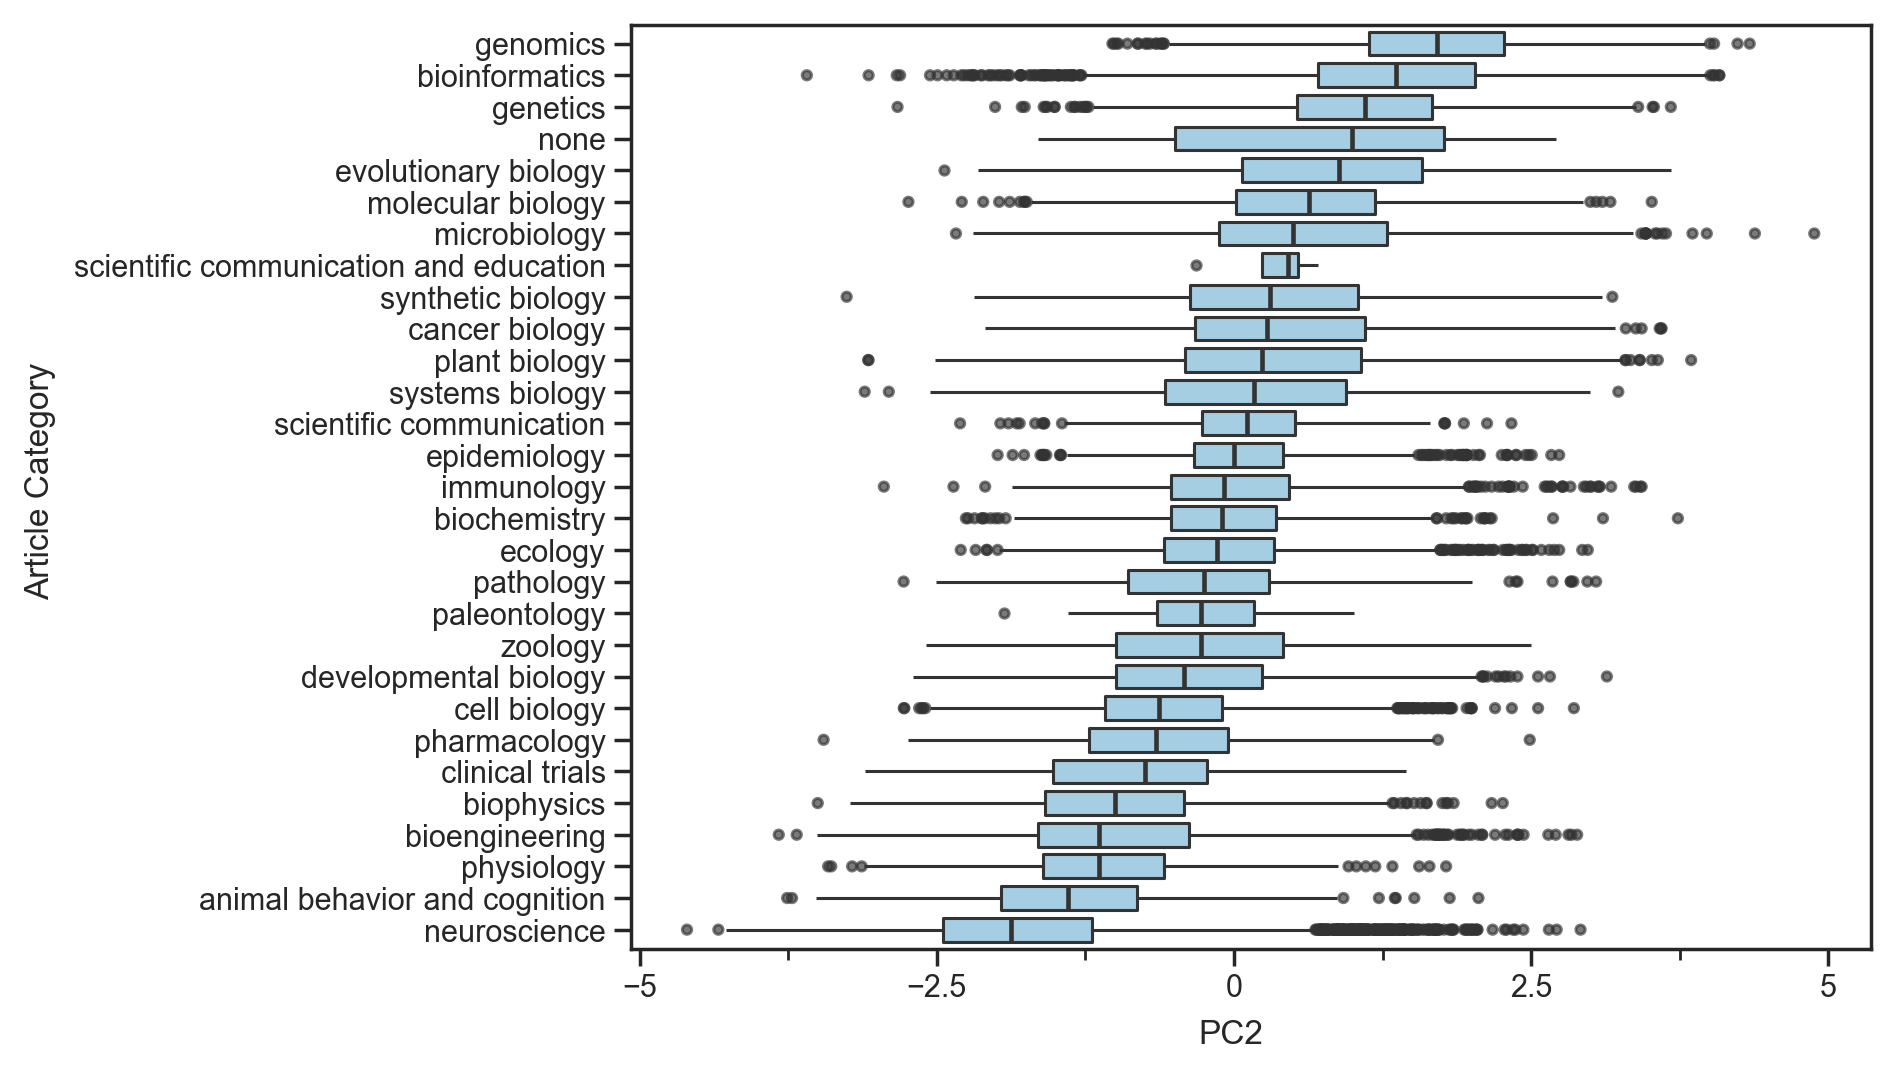 genomics
bioinformatics
genetics
none
evolutionary biology
molecular biology
microbiology
scientific communication and education
synthetic biology
cancer biology
plant biology
systems biology
scientific communication
epidemiology
immunology
biochemistry
ecology
pathology
paleontology
zoology
developmental biology
cell biology
pharmacology
clinical trials
biophysics
bioengineering
physiology
animal behavior and cognition
neuroscience
Article Category
−5 −2.5 0 2.5 5
PC2